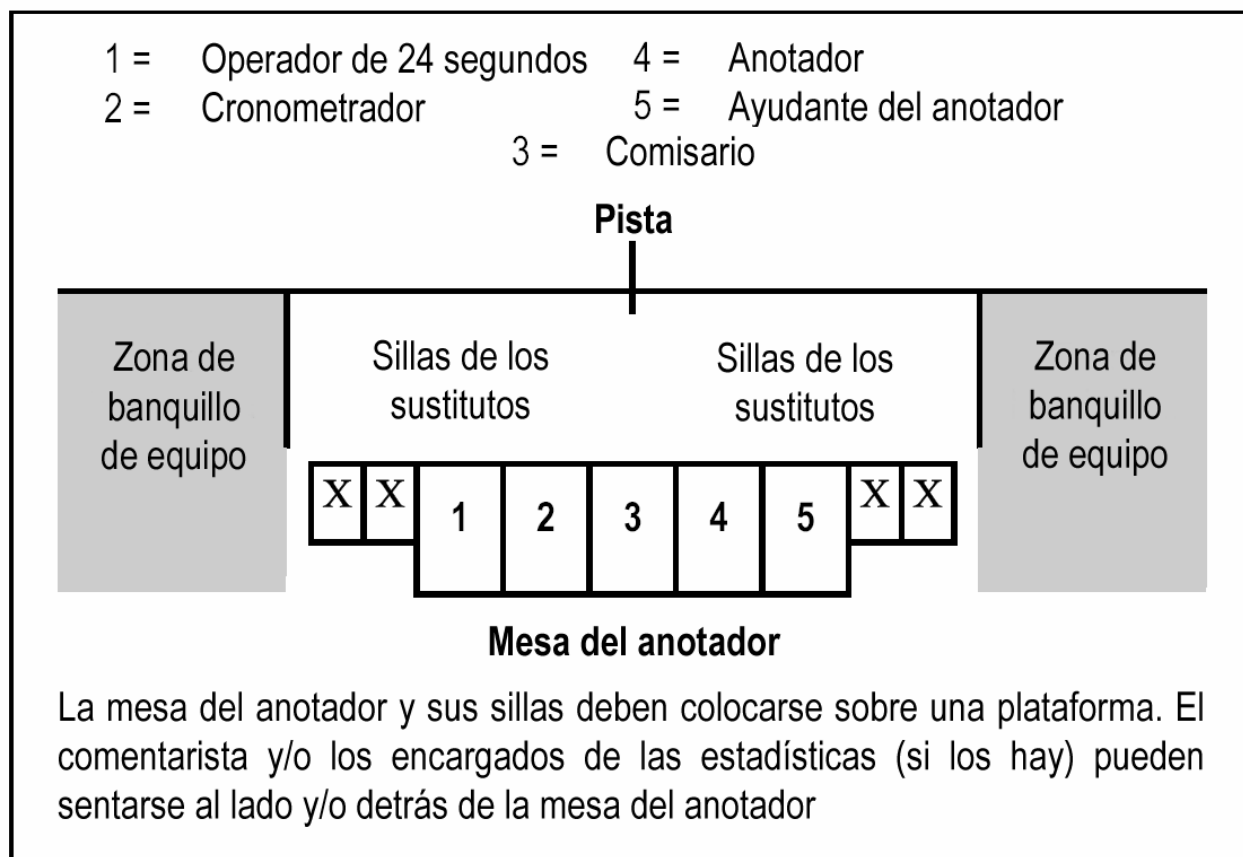 1 = Operador de 24 segundos 4 = Anotador
2 = Cronometrador 5 = Ayudante del anotador
3 = Comisario
Pista
Zona de
banquillo
de equipo
Sillas de los
sustitutos
Sillas de los
sustitutos
Zona de
banquillo
de equipo
X X 1 2 3 4 5 X X
Mesa del anotador
La mesa del anotador y sus sillas deben colocarse sobre una plataforma. El
comentarista y/o los encargados de las estadísticas (si los hay) pueden
sentarse al lado y/o detrás de la mesa del anotador